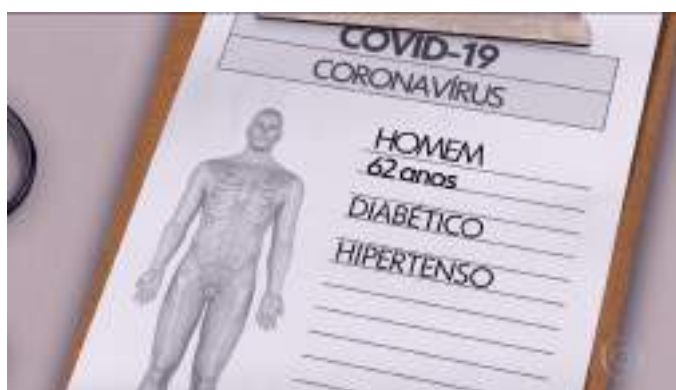 COVID-19
CORONAVÍRUS
HOMEM
62 anos
DIABÉTICO
HIPERTENSO